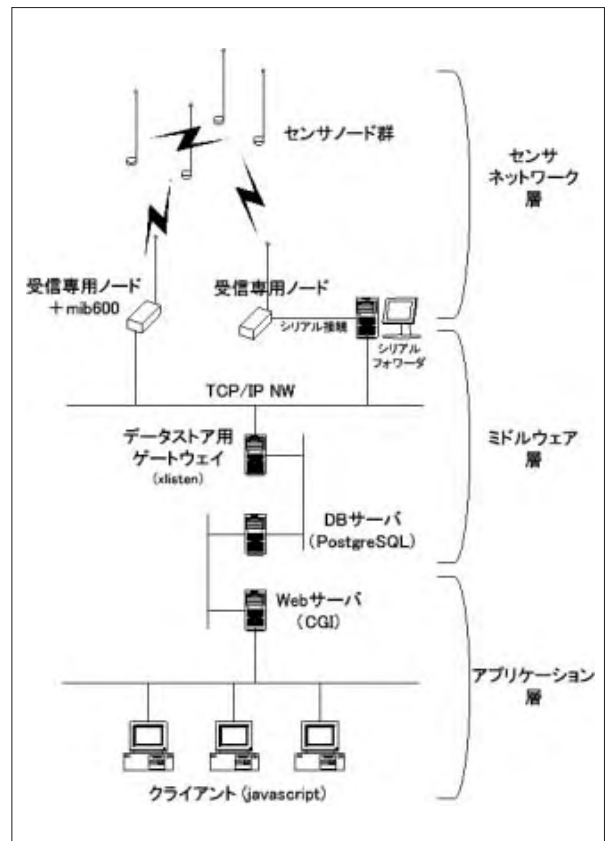 センサノード群
センサ
ネットワーク
層
受信専用ノード
+mib600
受信専用ノード
シリアル接続
シリアル
フォワーダ
TCP/IP NW
データストア用
ゲートウェイ
(xlisten)
ミドルウェア
層
DBサーバ
(PostgreSQL)
Webサーバ
(CGI)
アプリケーション
層
クライアント(javascript)